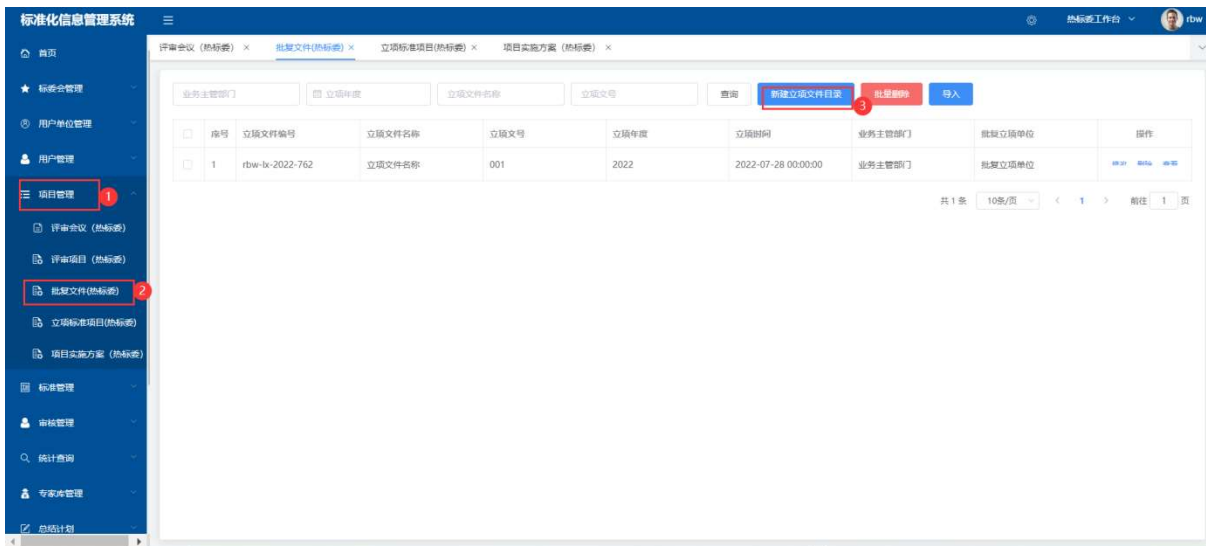 标准化信息管理系统
热标委工作台
rbw
首页
评审会议（热标委） ×
批复文件(热标委) ×
立项标准项目(热标委) ×
项目实施方案（热标委） ×
标委会管理
业务主管部门
立项年度
立项文件名称
立项文号
查询
新建立项文件目录
3
批量删除
导入
用户单位管理
序号
立项文件编号
立项文件名称
立项文号
立项年度
立项时间
业务主管部门
批复立项单位
操作
用户管理
1
rbw-lx-2022-762
立项文件名称
001
2022
2022-07-28 00:00:00
业务主管部门
批复立项单位
删除
查看
项目管理
1
共 1 条
10条/页
1
前往 1 页
评审会议（热标委）
评审项目（热标委）
批复文件(热标委)
2
立项标准项目(热标委)
项目实施方案（热标委）
标准管理
审核管理
统计查询
专家库管理
总结计划